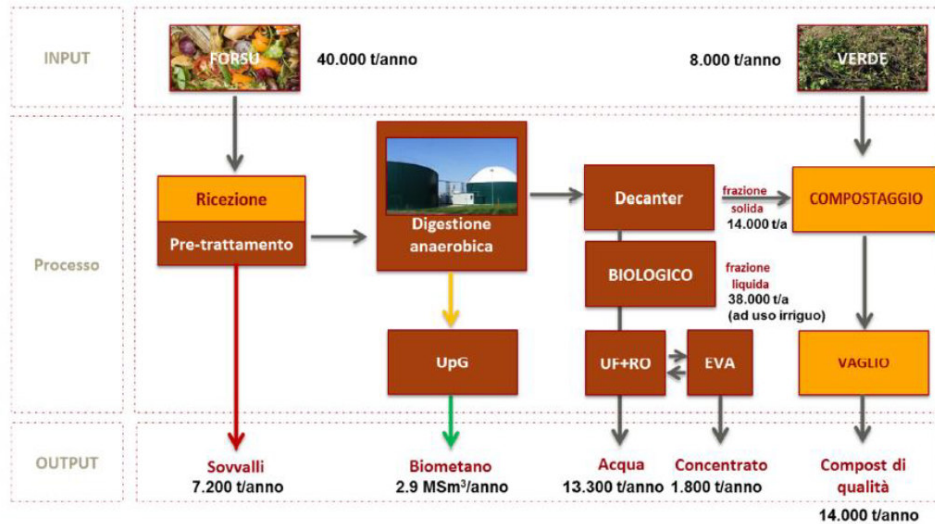 INPUT
FORSU
40.000 t/anno
8.000 t/anno
VERDE
Processo
Ricezione
Pre-trattamento
Digestione
anaerobica
Decanter
frazione
solida
14.000 t/a
COMPOSTAGGIO
BIOLOGICO
frazione
liquida
38.000 t/a
(ad uso irriguo)
UpG
UF+RO
EVA
VAGLIO
OUTPUT
Sovvalli
7.200 t/anno
Biometano
2.9 MSm³/anno
Acqua
13.300 t/anno
Concentrato
1.800 t/anno
Compost di
qualità
14.000 t/anno